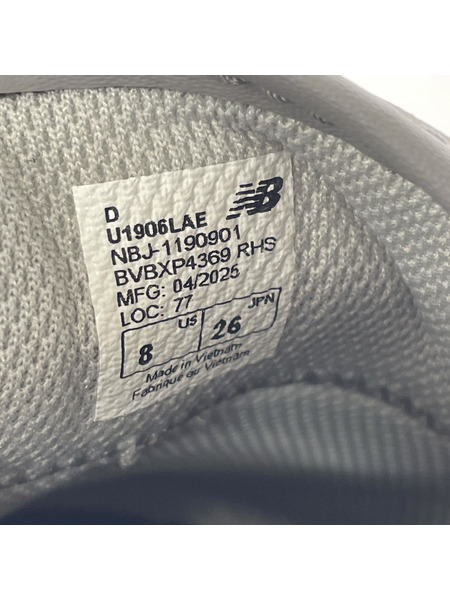 D
U1906LAE NB
NBJ-1190901
BVBXP4369 RHS
MFG: 04/2025
LOC: 77
8 US 26 JPN
Made in Vietnam
Fabriqué au Vietnam